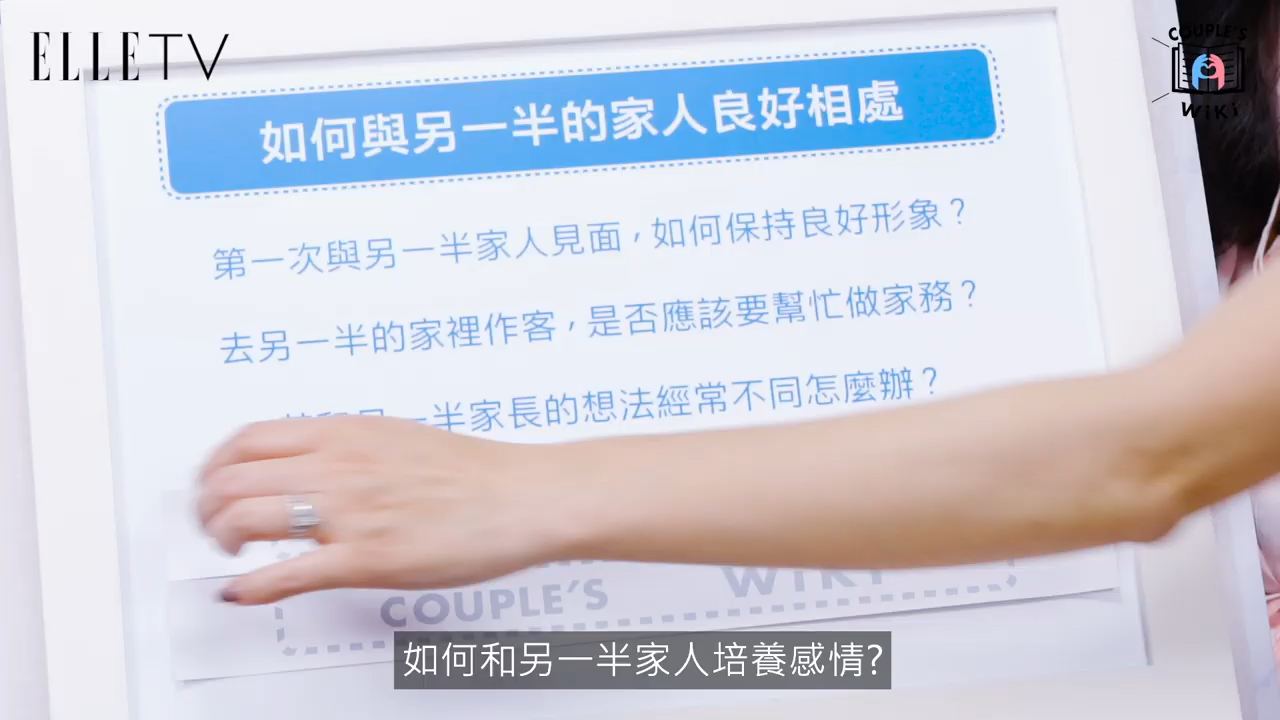 ELLETV
COUPLE'S
WiKi
如何與另一半的家人良好相處
第一次與另一半家人見面，如何保持良好形象？
去另一半的家裡作客，是否應該要幫忙做家務？
一半家長的想法經常不同怎麼辦？
COUPLE'S WiKi
如何和另一半家人培養感情?